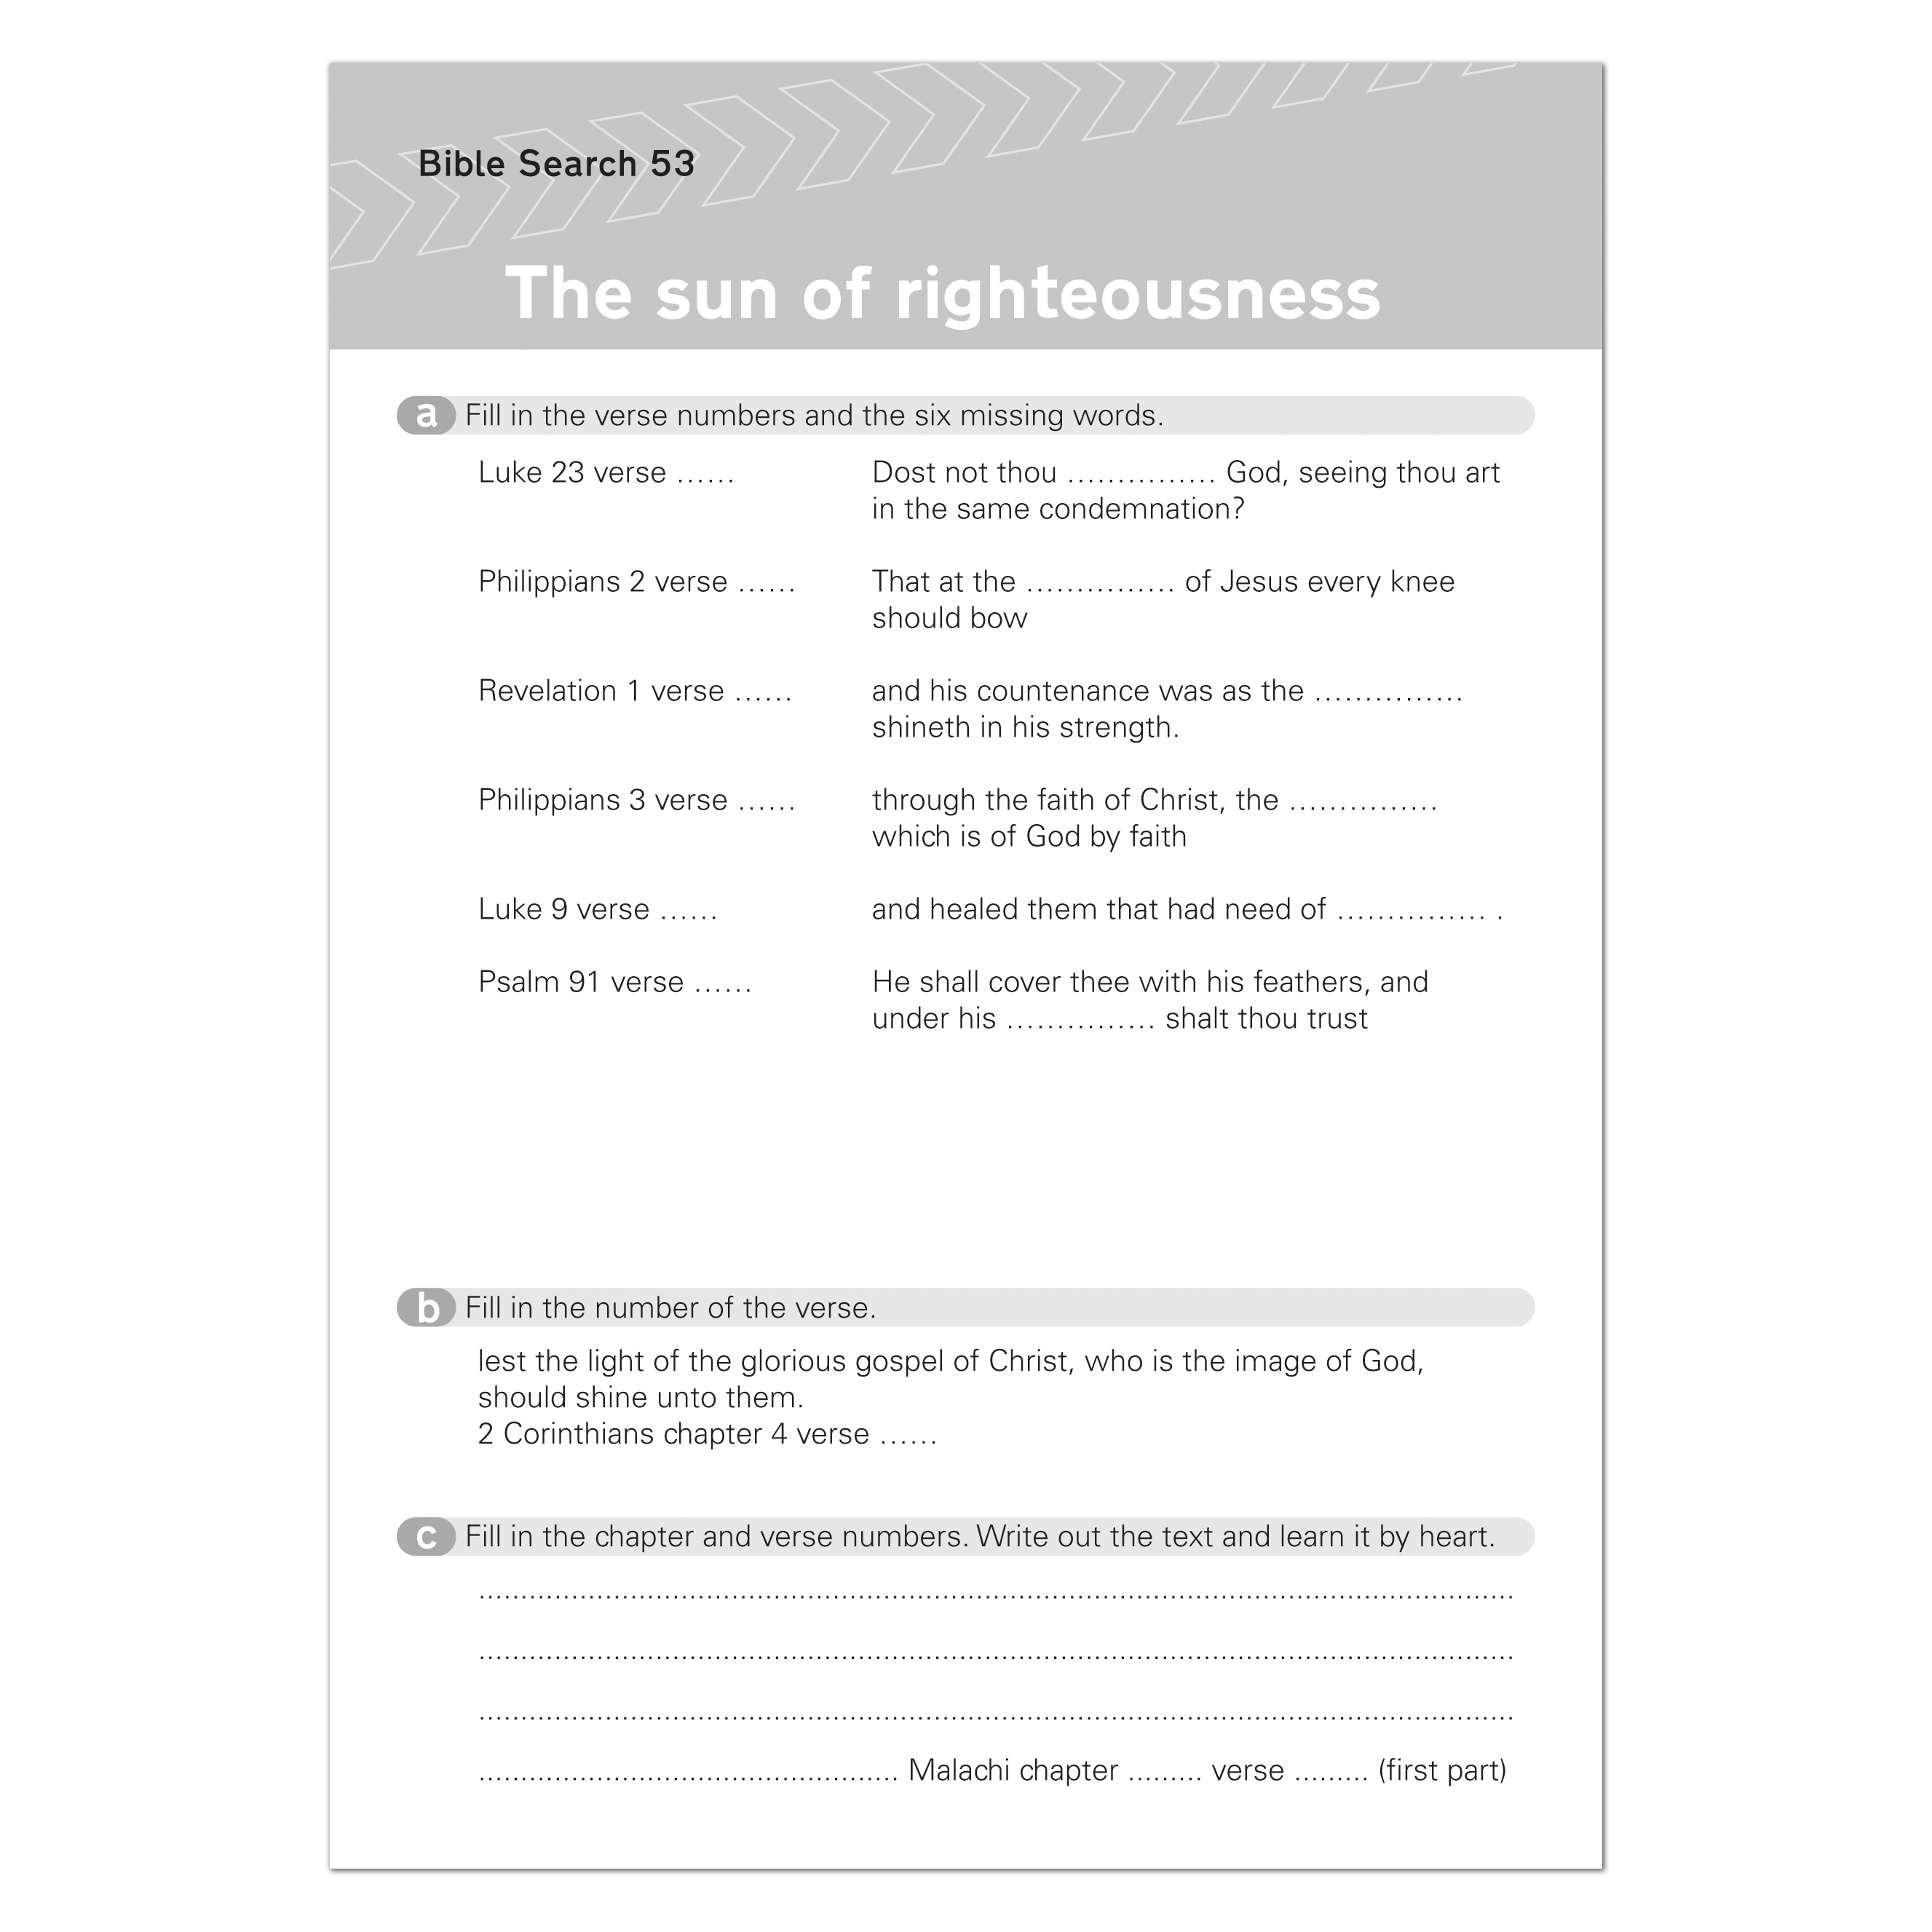 Bible Search 53
The sun of righteousness
a Fill in the verse numbers and the six missing words.
Luke 23 verse ...... Dost not thou ............... God, seeing thou art
in the same condemnation?
Philippians 2 verse ...... That at the ............... of Jesus every knee
should bow
Revelation 1 verse ...... and his countenance was as the ...............
shineth in his strength.
Philippians 3 verse ...... through the faith of Christ, the ...............
which is of God by faith
Luke 9 verse ...... and healed them that had need of ............... .
Psalm 91 verse ...... He shall cover thee with his feathers, and
under his ............... shalt thou trust
b Fill in the number of the verse.
lest the light of the glorious gospel of Christ, who is the image of God,
should shine unto them.
2 Corinthians chapter 4 verse ......
c Fill in the chapter and verse numbers. Write out the text and learn it by heart.
..........................................................................................................................
..........................................................................................................................
..........................................................................................................................
.................................................. Malachi chapter ......... verse ......... (first part)